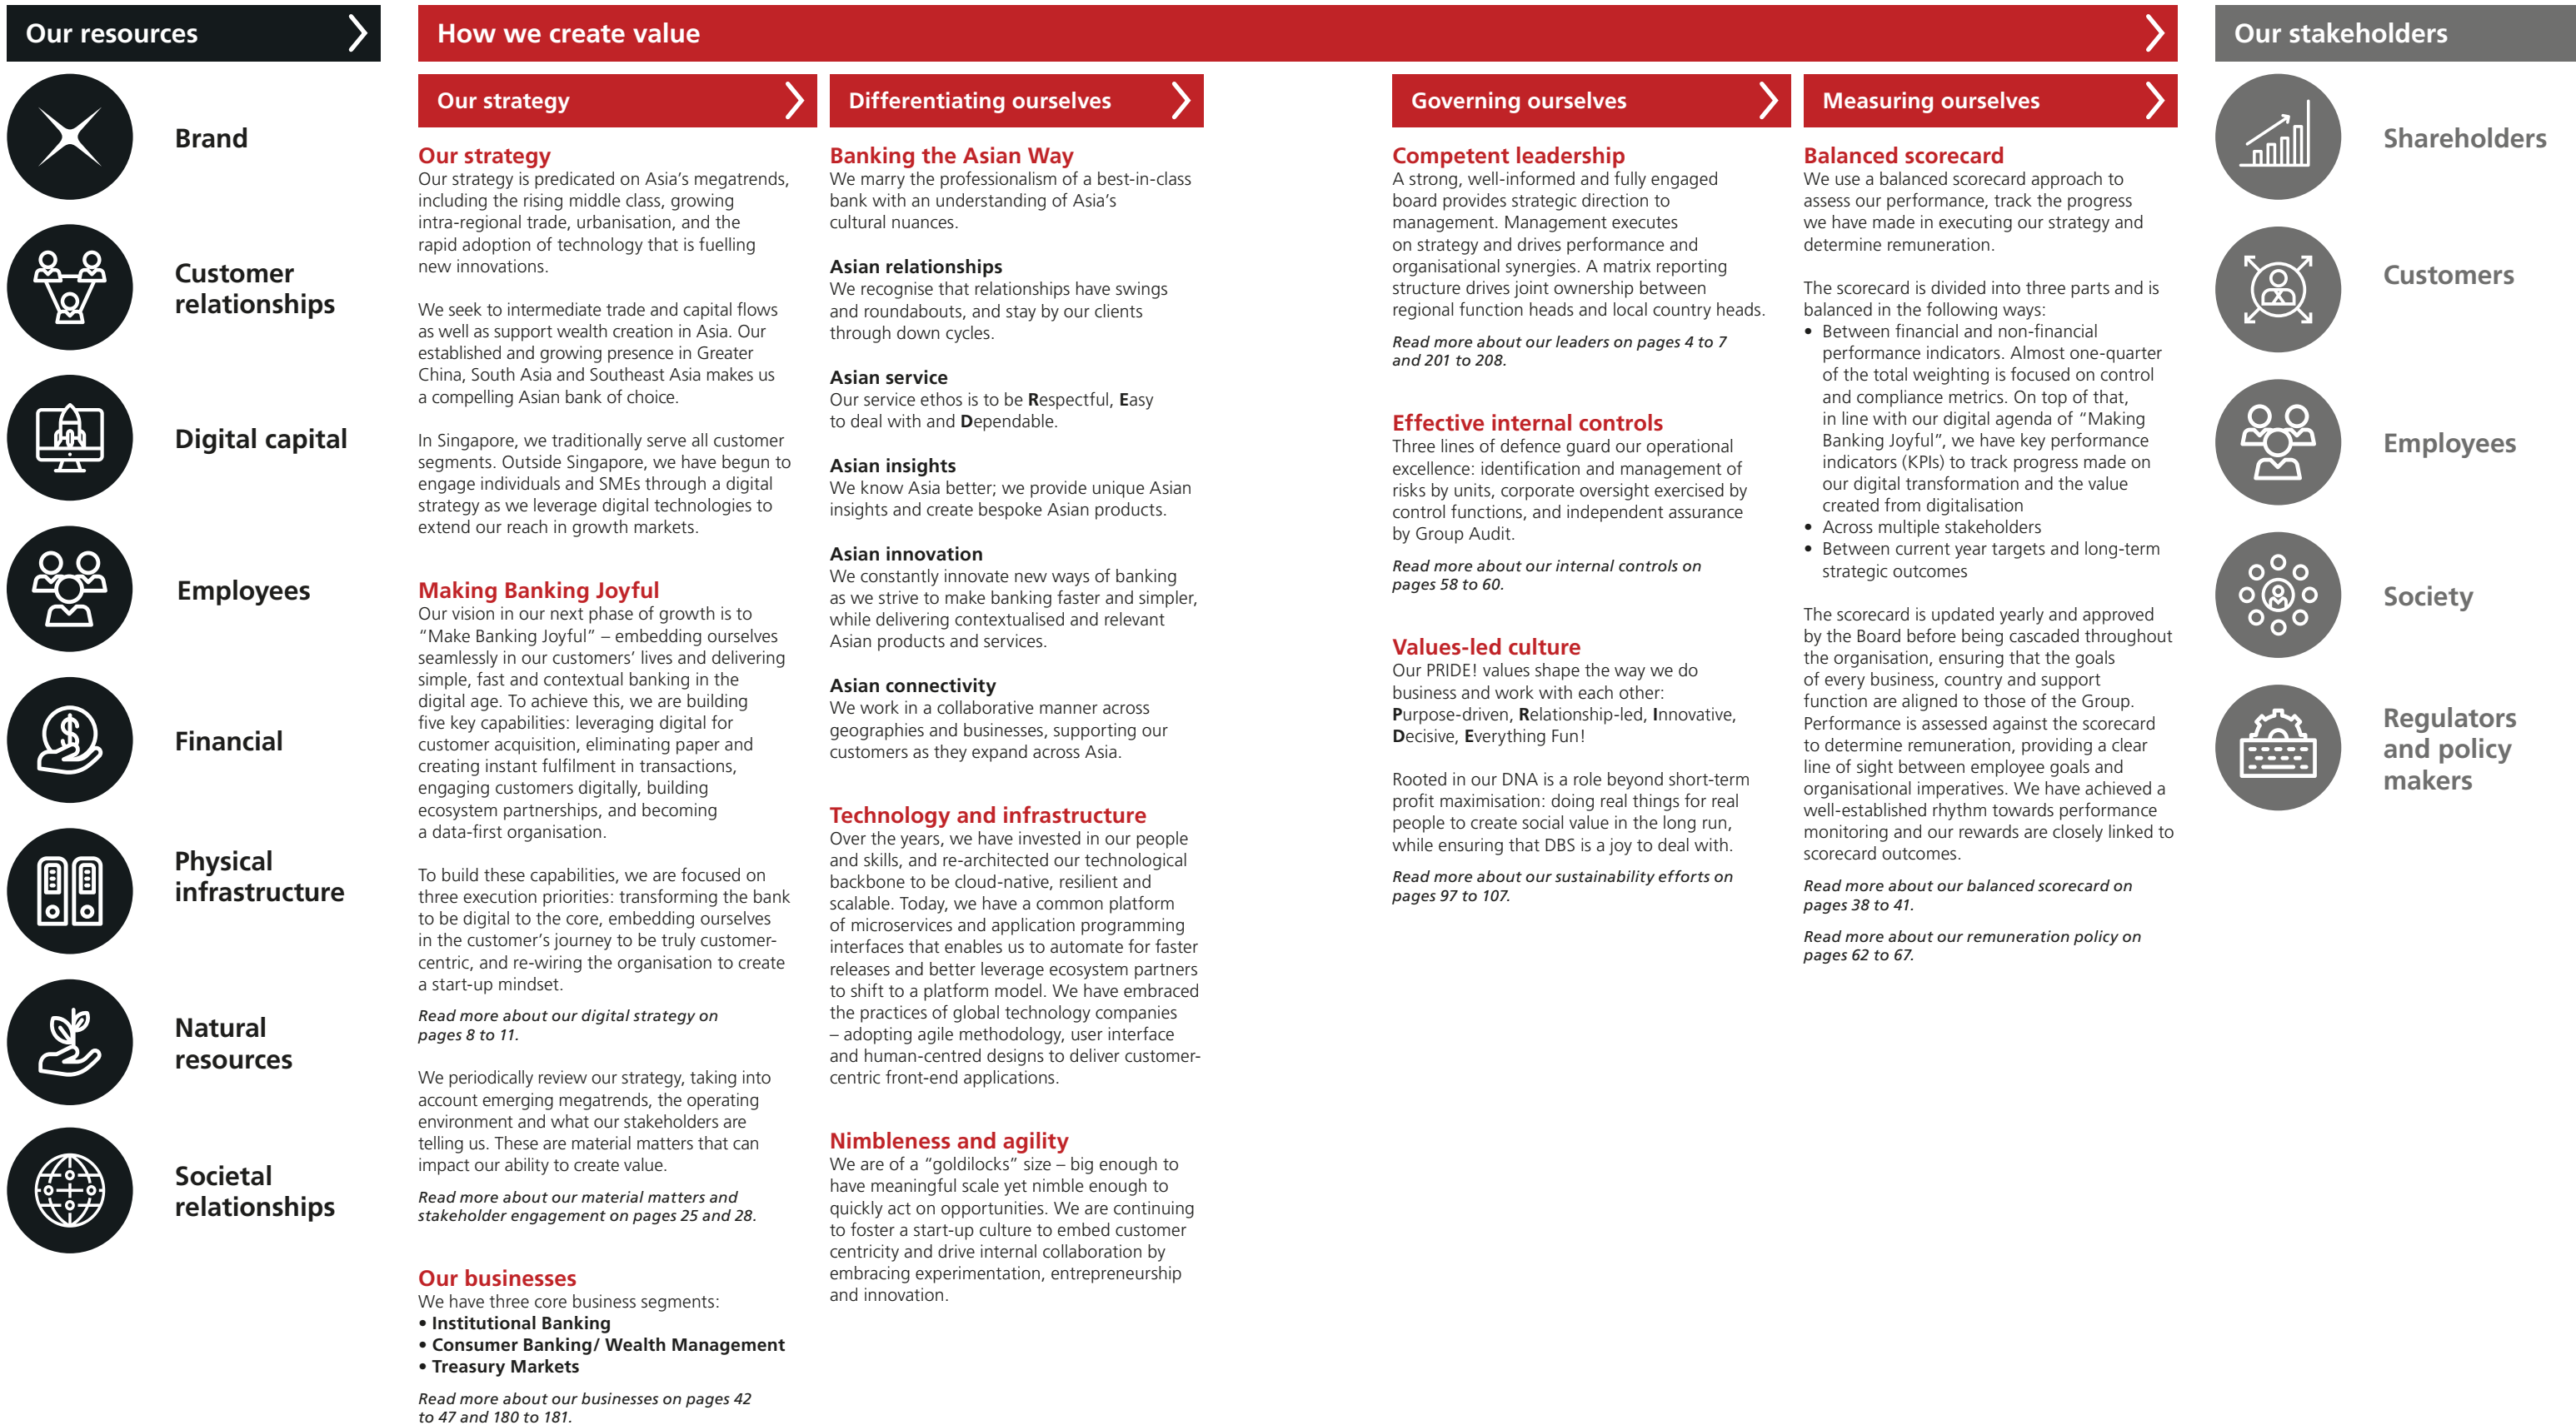 Our resources
Brand
Customer
relationships
Digital capital
Employees
Financial
Physical
infrastructure
Natural
resources
Societal
relationships
How we create value
Our strategy
Our strategy
Our strategy is predicated on Asia’s megatrends,
including the rising middle class, growing
intra-regional trade, urbanisation, and the
rapid adoption of technology that is fuelling
new innovations.
We seek to intermediate trade and capital flows
as well as support wealth creation in Asia. Our
established and growing presence in Greater
China, South Asia and Southeast Asia makes us
a compelling Asian bank of choice.
In Singapore, we traditionally serve all customer
segments. Outside Singapore, we have begun to
engage individuals and SMEs through a digital
strategy as we leverage digital technologies to
extend our reach in growth markets.
Making Banking Joyful
Our vision in our next phase of growth is to
“Make Banking Joyful” – embedding ourselves
seamlessly in our customers’ lives and delivering
simple, fast and contextual banking in the
digital age. To achieve this, we are building
five key capabilities: leveraging digital for
customer acquisition, eliminating paper and
creating instant fulfilment in transactions,
engaging customers digitally, building
ecosystem partnerships, and becoming
a data-first organisation.
To build these capabilities, we are focused on
three execution priorities: transforming the bank
to be digital to the core, embedding ourselves
in the customer’s journey to be truly customer-
centric, and re-wiring the organisation to create
a start-up mindset.
Read more about our digital strategy on
pages 8 to 11.
We periodically review our strategy, taking into
account emerging megatrends, the operating
environment and what our stakeholders are
telling us. These are material matters that can
impact our ability to create value.
Read more about our material matters and
stakeholder engagement on pages 25 and 28.
Our businesses
We have three core business segments:
• Institutional Banking
• Consumer Banking/ Wealth Management
• Treasury Markets
Read more about our businesses on pages 42
to 47 and 180 to 181.
Differentiating ourselves
Banking the Asian Way
We marry the professionalism of a best-in-class
bank with an understanding of Asia’s
cultural nuances.
Asian relationships
We recognise that relationships have swings
and roundabouts, and stay by our clients
through down cycles.
Asian service
Our service ethos is to be Respectful, Easy
to deal with and Dependable.
Asian insights
We know Asia better; we provide unique Asian
insights and create bespoke Asian products.
Asian innovation
We constantly innovate new ways of banking
as we strive to make banking faster and simpler,
while delivering contextualised and relevant
Asian products and services.
Asian connectivity
We work in a collaborative manner across
geographies and businesses, supporting our
customers as they expand across Asia.
Technology and infrastructure
Over the years, we have invested in our people
and skills, and re-architected our technological
backbone to be cloud-native, resilient and
scalable. Today, we have a common platform
of microservices and application programming
interfaces that enables us to automate for faster
releases and better leverage ecosystem partners
to shift to a platform model. We have embraced
the practices of global technology companies
– adopting agile methodology, user interface
and human-centred designs to deliver customer-
centric front-end applications.
Nimbleness and agility
We are of a “goldilocks” size – big enough to
have meaningful scale yet nimble enough to
quickly act on opportunities. We are continuing
to foster a start-up culture to embed customer
centricity and drive internal collaboration by
embracing experimentation, entrepreneurship
and innovation.
Governing ourselves
Competent leadership
A strong, well-informed and fully engaged
board provides strategic direction to
management. Management executes
on strategy and drives performance and
organisational synergies. A matrix reporting
structure drives joint ownership between
regional function heads and local country heads.
Read more about our leaders on pages 4 to 7
and 201 to 208.
Effective internal controls
Three lines of defence guard our operational
excellence: identification and management of
risks by units, corporate oversight exercised by
control functions, and independent assurance
by Group Audit.
Read more about our internal controls on
pages 58 to 60.
Values-led culture
Our PRIDE! values shape the way we do
business and work with each other:
Purpose-driven, Relationship-led, Innovative,
Decisive, Everything Fun!
Rooted in our DNA is a role beyond short-term
profit maximisation: doing real things for real
people to create social value in the long run,
while ensuring that DBS is a joy to deal with.
Read more about our sustainability efforts on
pages 97 to 107.
Measuring ourselves
Balanced scorecard
We use a balanced scorecard approach to
assess our performance, track the progress
we have made in executing our strategy and
determine remuneration.
The scorecard is divided into three parts and is
balanced in the following ways:
• Between financial and non-financial
performance indicators. Almost one-quarter
of the total weighting is focused on control
and compliance metrics. On top of that,
in line with our digital agenda of “Making
Banking Joyful”, we have key performance
indicators (KPIs) to track progress made on
our digital transformation and the value
created from digitalisation
• Across multiple stakeholders
• Between current year targets and long-term
strategic outcomes
The scorecard is updated yearly and approved
by the Board before being cascaded throughout
the organisation, ensuring that the goals
of every business, country and support
function are aligned to those of the Group.
Performance is assessed against the scorecard
to determine remuneration, providing a clear
line of sight between employee goals and
organisational imperatives. We have achieved a
well-established rhythm towards performance
monitoring and our rewards are closely linked to
scorecard outcomes.
Read more about our balanced scorecard on
pages 38 to 41.
Read more about our remuneration policy on
pages 62 to 67.
Our stakeholders
Shareholders
Customers
Employees
Society
Regulators
and policy
makers